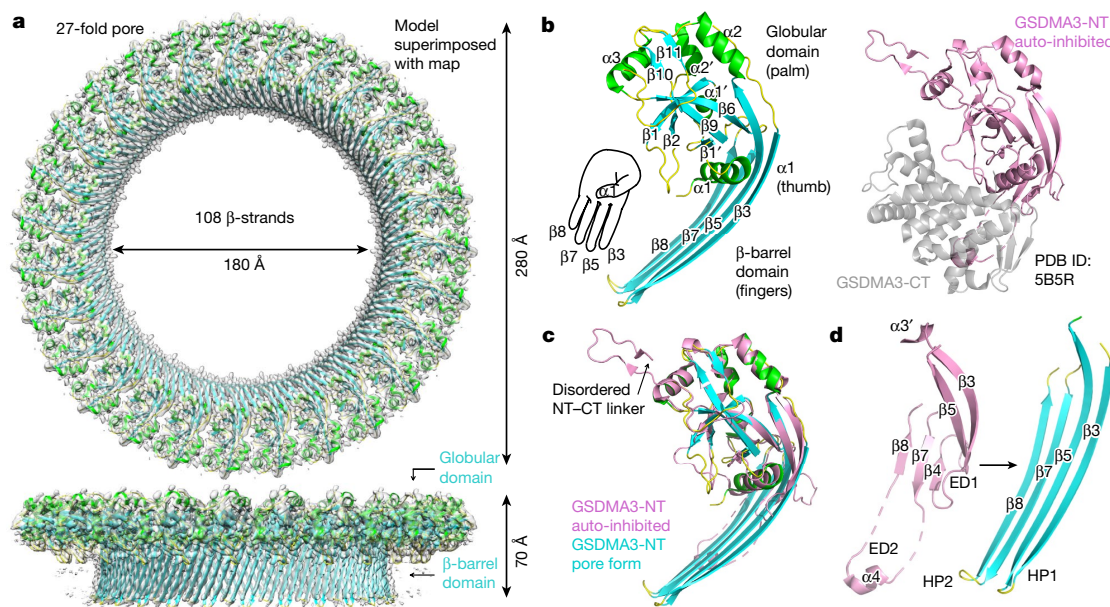 a
27-fold pore
Model
superimposed
with map
108 β-strands
180 Å
280 Å
Globular
domain
70 Å
β-barrel
domain
b
α2
Globular
domain
(palm)
β11
α3
β10
α2′
α1′
β6
β1
β2
β9
β1′
α1
α1
(thumb)
α1
β8
β7
β5
β3
β8
β7
β5
β3
β-barrel
domain
(fingers)
GSDMA3-NT
auto-inhibited
GSDMA3-CT
PDB ID:
5B5R
c
Disordered
NT–CT linker
GSDMA3-NT
auto-inhibited
GSDMA3-NT
pore form
d
α3′
β3
β5
β8
β7
β4
ED1
ED2
α4
β3
β5
β7
β8
HP2
HP1